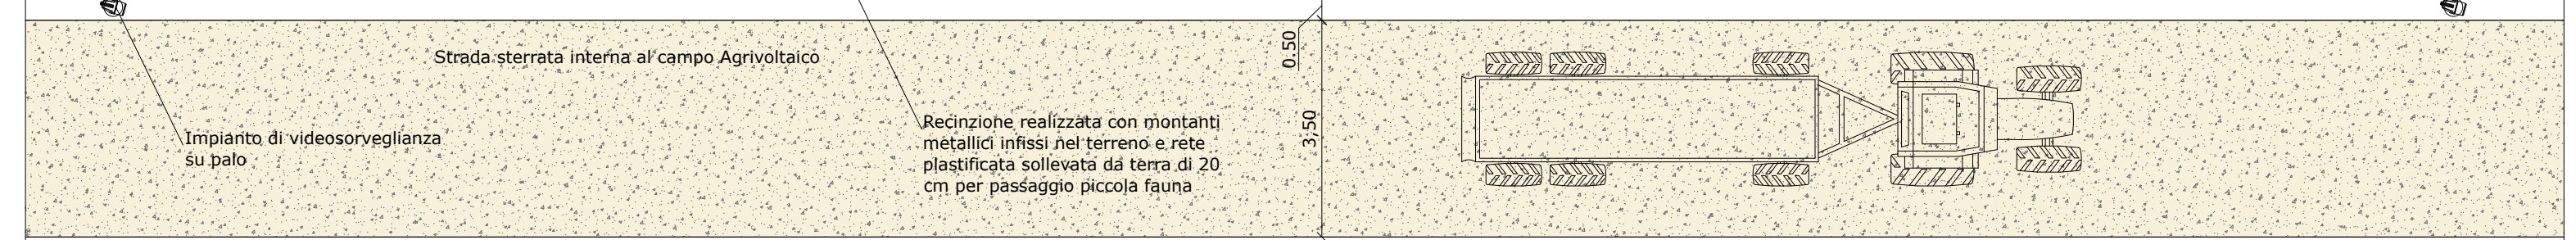 Strada sterrata interna al campo Agrivoltaico
Impianto di videosorveglianza
su palo
Recinzione realizzata con montanti
metallici infissi nel terreno e rete
plastificata sollevata da terra di 20
cm per passaggio piccola fauna
0.50
3,50